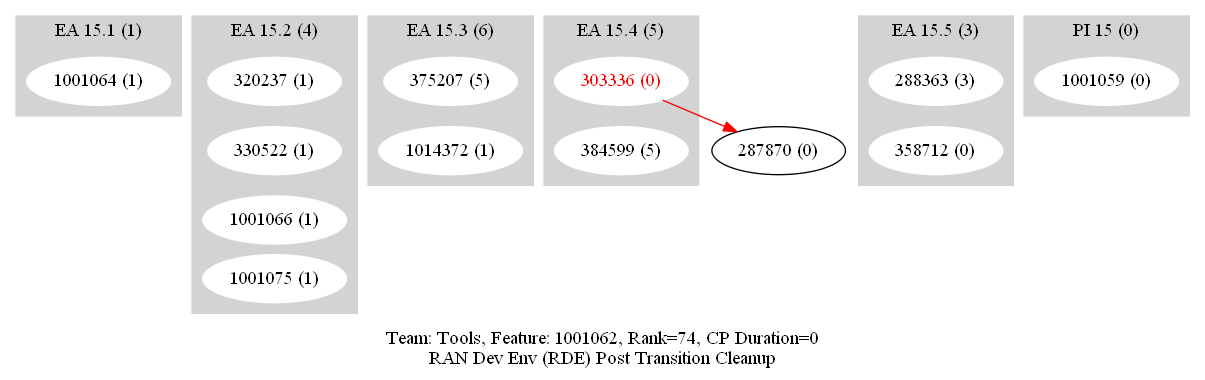 EA 15.1 (1)
1001064 (1)
EA 15.2 (4)
320237 (1)
330522 (1)
1001066 (1)
1001075 (1)
EA 15.3 (6)
375207 (5)
1014372 (1)
EA 15.4 (5)
303336 (0)
384599 (5)
287870 (0)
EA 15.5 (3)
288363 (3)
358712 (0)
PI 15 (0)
1001059 (0)
Team: Tools, Feature: 1001062, Rank=74, CP Duration=0
RAN Dev Env (RDE) Post Transition Cleanup